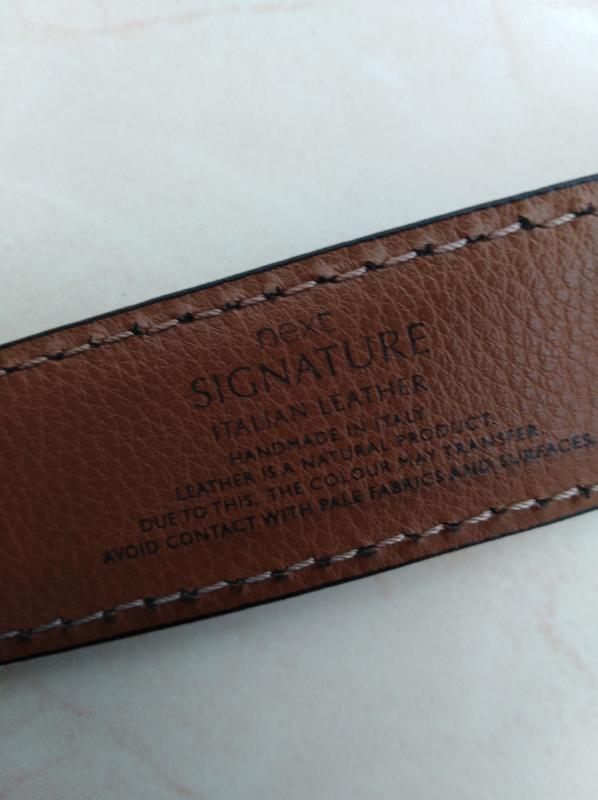 next
SIGNATURE
ITALIAN LEATHER
HANDMADE IN ITALY
LEATHER IS A NATURAL PRODUCT.
DUE TO THIS, THE COLOUR MAY TRANSFER.
AVOID CONTACT WITH PALE FABRICS AND SURFACES.